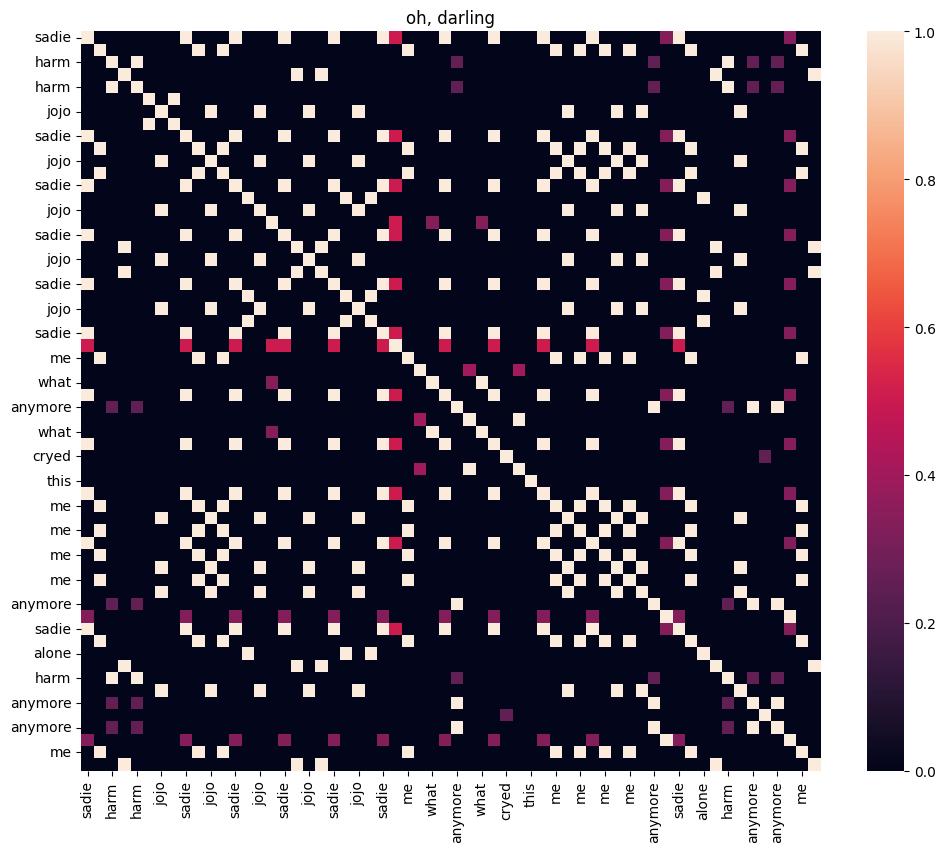 oh, darling
sadie
harm
harm
jojo
sadie
jojo
sadie
jojo
sadie
jojo
sadie
jojo
sadie
me
what
anymore
what
cryed
this
me
me
me
me
anymore
sadie
alone
harm
anymore
anymore
me
sadie
harm
harm
jojo
sadie
jojo
sadie
jojo
sadie
jojo
sadie
jojo
sadie
me
what
anymore
what
cryed
this
me
me
me
me
anymore
sadie
alone
harm
anymore
anymore
me
1.0
0.8
0.6
0.4
0.2
0.0